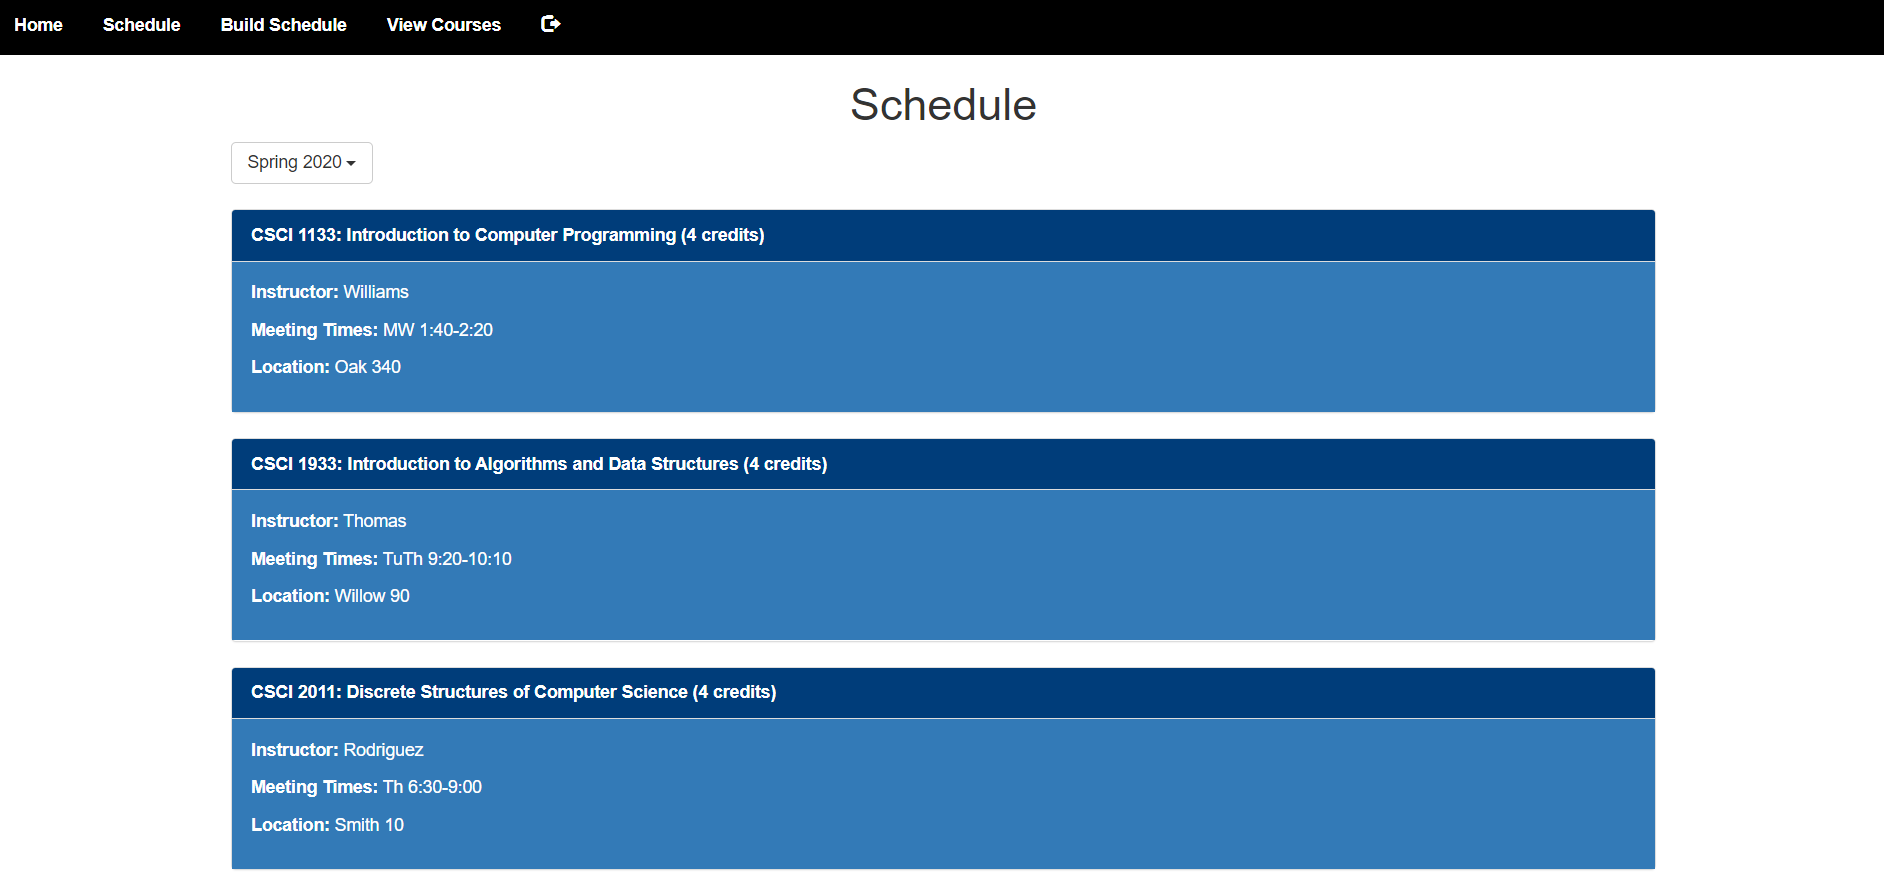 Home Schedule Build Schedule View Courses
Schedule
Spring 2020
CSCI 1133: Introduction to Computer Programming (4 credits)
Instructor: Williams
Meeting Times: MW 1:40-2:20
Location: Oak 340
CSCI 1933: Introduction to Algorithms and Data Structures (4 credits)
Instructor: Thomas
Meeting Times: TuTh 9:20-10:10
Location: Willow 90
CSCI 2011: Discrete Structures of Computer Science (4 credits)
Instructor: Rodriguez
Meeting Times: Th 6:30-9:00
Location: Smith 10